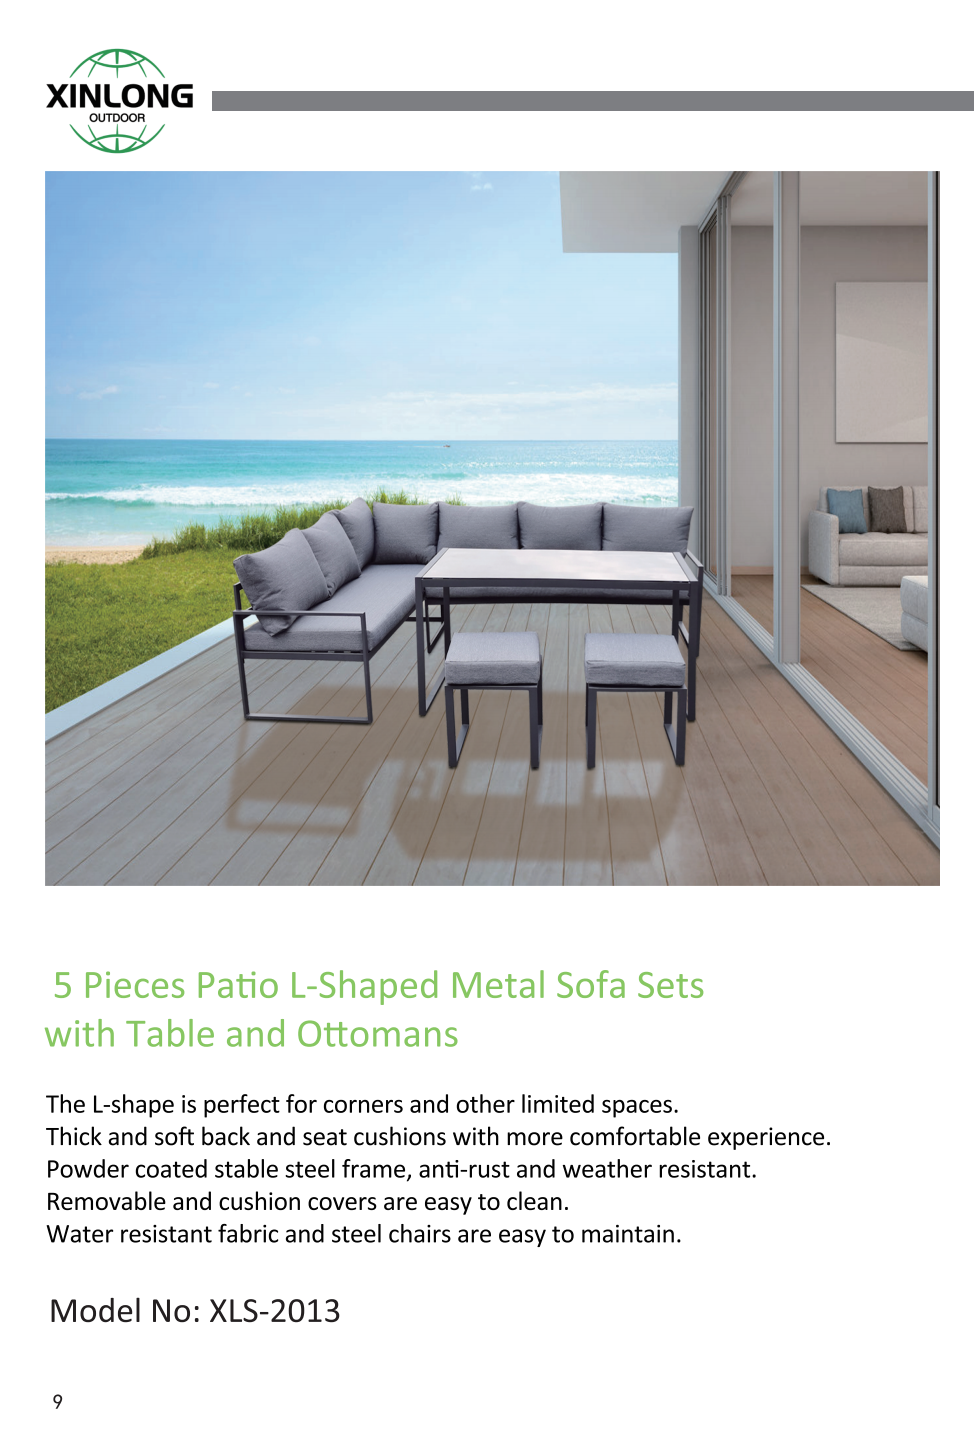 XINLONG
OUTDOOR
5 Pieces Patio L-Shaped Metal Sofa Sets
with Table and Ottomans
The L-shape is perfect for corners and other limited spaces.
Thick and soft back and seat cushions with more comfortable experience.
Powder coated stable steel frame, anti-rust and weather resistant.
Removable and cushion covers are easy to clean.
Water resistant fabric and steel chairs are easy to maintain.
Model No: XLS-2013
9